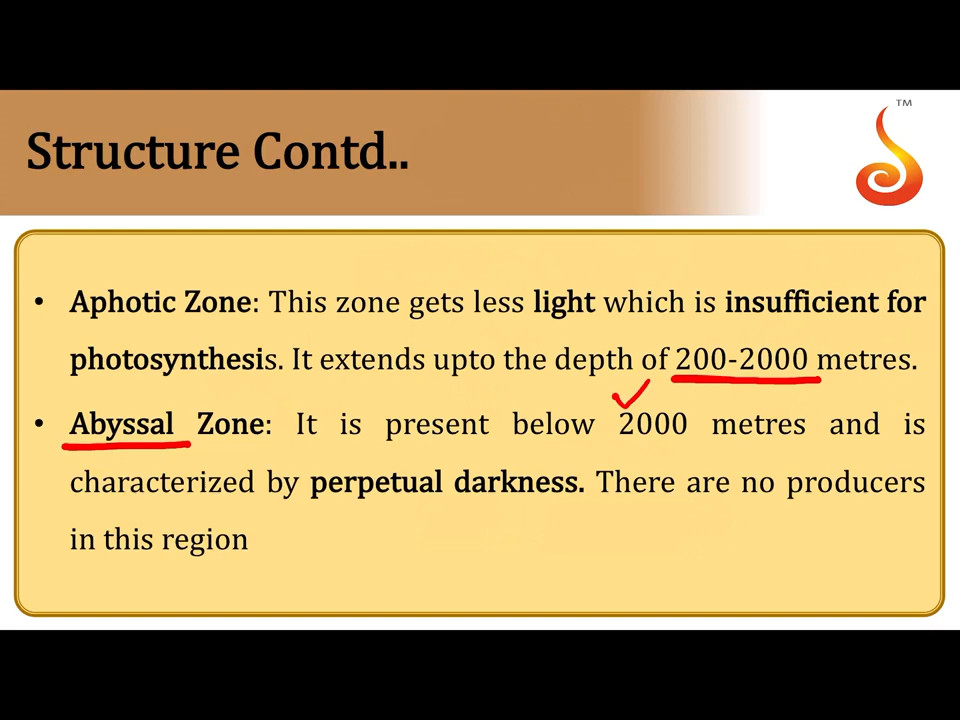 TM
Structure Contd..
• Aphotic Zone: This zone gets less light which is insufficient for
photosynthesis. It extends upto the depth of 200-2000 metres.
• Abyssal Zone: It is present below 2000 metres and is
characterized by perpetual darkness. There are no producers
in this region